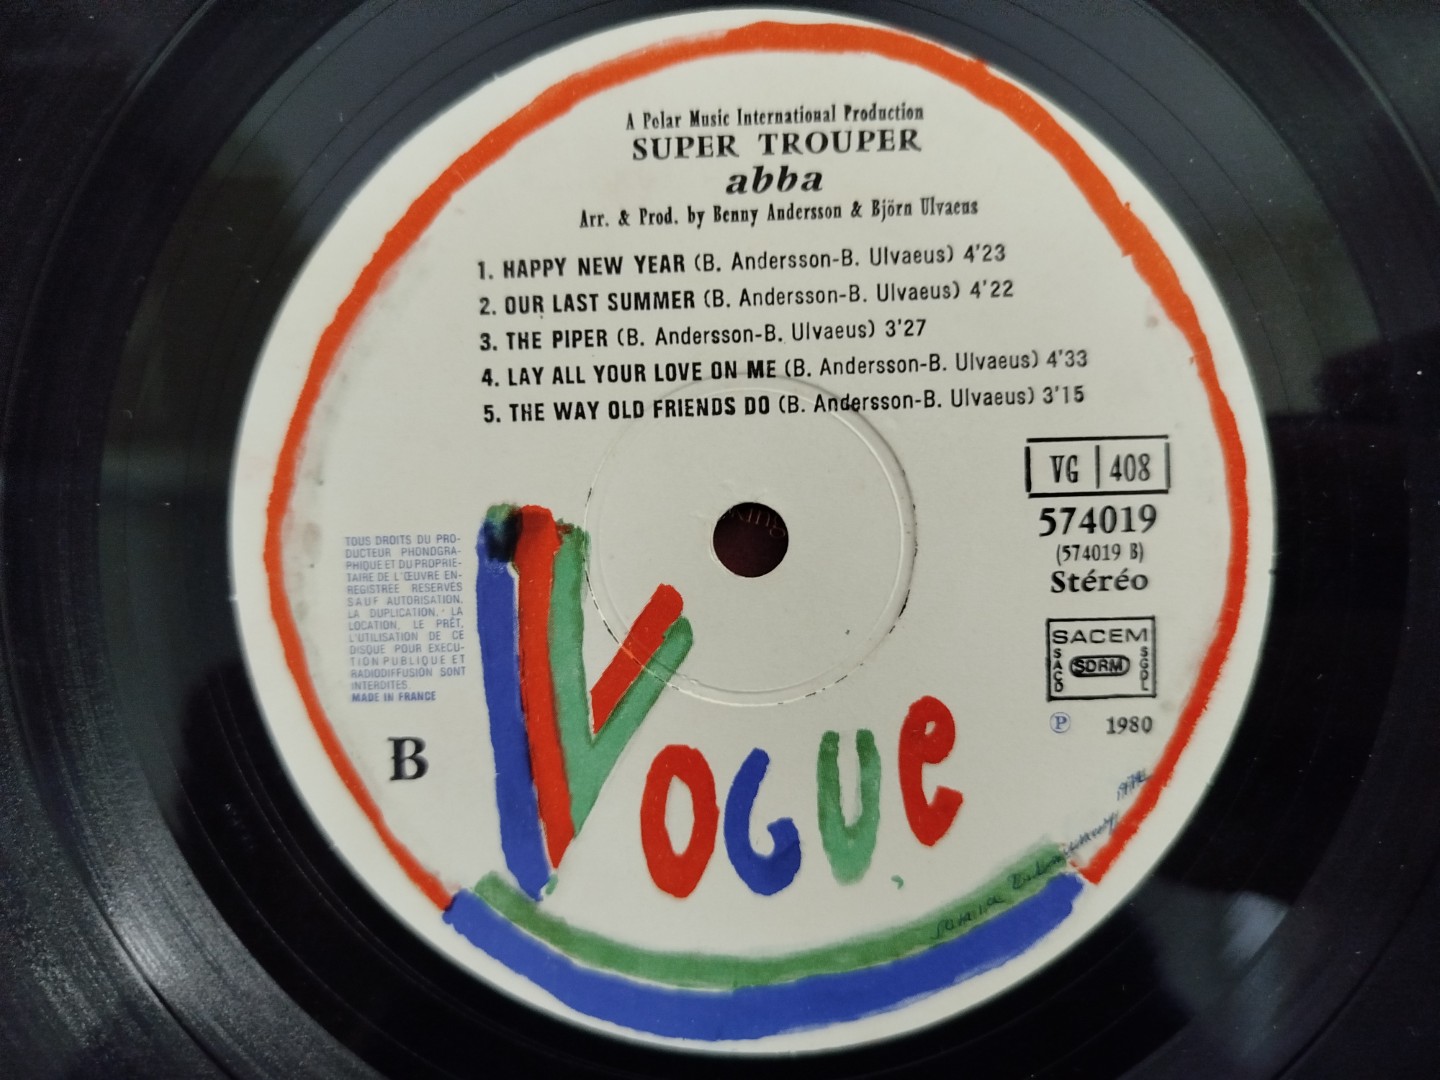 A Polar Music International Production
SUPER TROUPER
abba
Arr. & Prod. by Benny Andersson & Björn Ulvaeus
1. HAPPY NEW YEAR (B. Andersson-B. Ulvaeus) 4'23
2. OUR LAST SUMMER (B. Andersson-B. Ulvaeus) 4'22
3. THE PIPER (B. Andersson-B. Ulvaeus) 3'27
4. LAY ALL YOUR LOVE ON ME (B. Andersson-B. Ulvaeus) 4'33
5. THE WAY OLD FRIENDS DO (B. Andersson-B. Ulvaeus) 3'15
VG 408
574019
(574019 B)
Stéréo
SACEM
SACD SDRM SGDL
Ⓟ 1980
TOUS DROITS DU PRO-
DUCTEUR PHONOGRA-
PHIQUE ET DU PROPRIE-
TAIRE DE L'ŒUVRE EN-
REGISTREE RESERVES
SAUF AUTORISATION,
LA DUPLICATION, LA
LOCATION, LE PRÊT,
L'UTILISATION DE CE
DISQUE POUR EXECU-
TION PUBLIQUE ET
RADIODIFFUSION SONT
INTERDITES.
MADE IN FRANCE
B
VOGUE